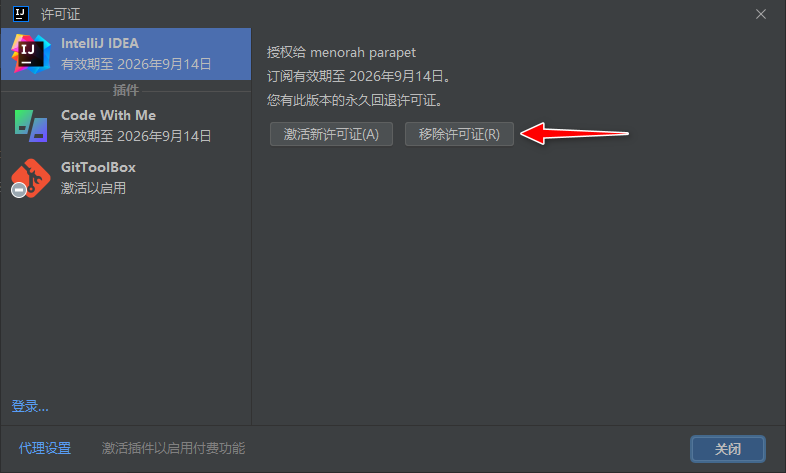 许可证
IntelliJ IDEA
有效期至 2026年9月14日
插件
Code With Me
有效期至 2026年9月14日
GitToolBox
激活以启用
登录...
授权给 menorah parapet
订阅有效期至 2026年9月14日。
您有此版本的永久回退许可证。
激活新许可证(A)
移除许可证(R)
代理设置
激活插件以启用付费功能
关闭